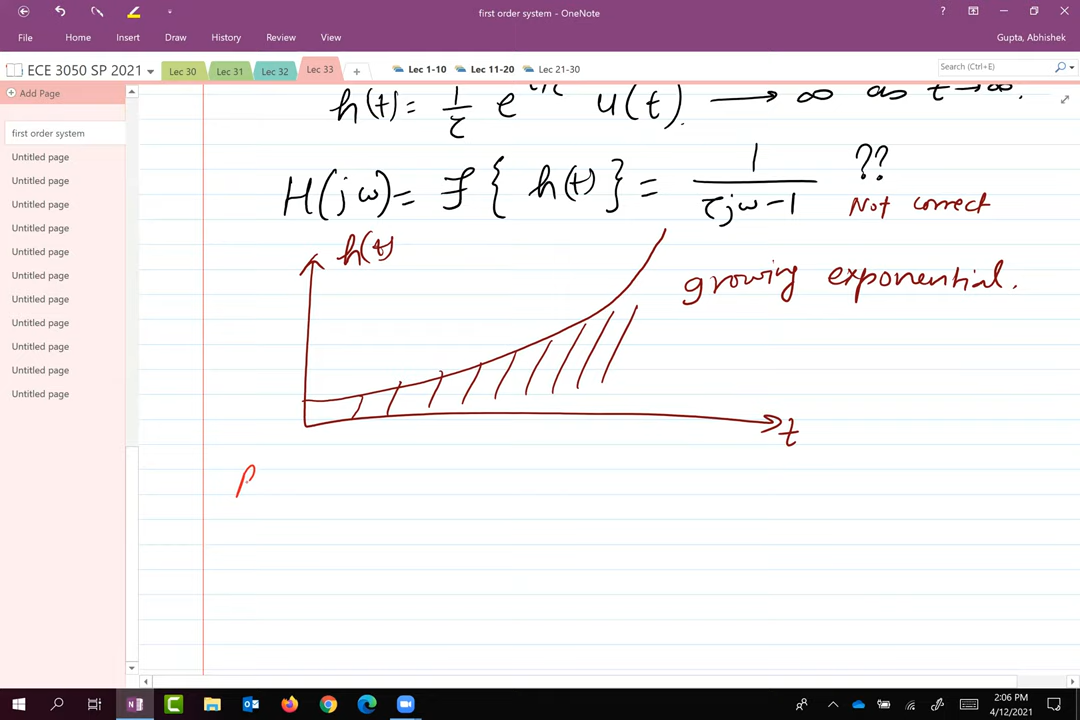 first order system - OneNote
? Gupta, Abhishek
File Home Insert Draw History Review View
ECE 3050 SP 2021 Lec 30 Lec 31 Lec 32 Lec 33 + Lec 1-10 Lec 11-20 Lec 21-30 Search (Ctrl+E)
Add Page
first order system
Untitled page
Untitled page
Untitled page
Untitled page
Untitled page
Untitled page
Untitled page
Untitled page
Untitled page
Untitled page
Untitled page
h(t) = 1/τ e^t/τ u(t). → ∞ as t→∞.
H(jω) = F{ h(t) } = 1/(τjω-1) ??
Not correct
h(t)
growing exponential.
t
2:06 PM
4/12/2021